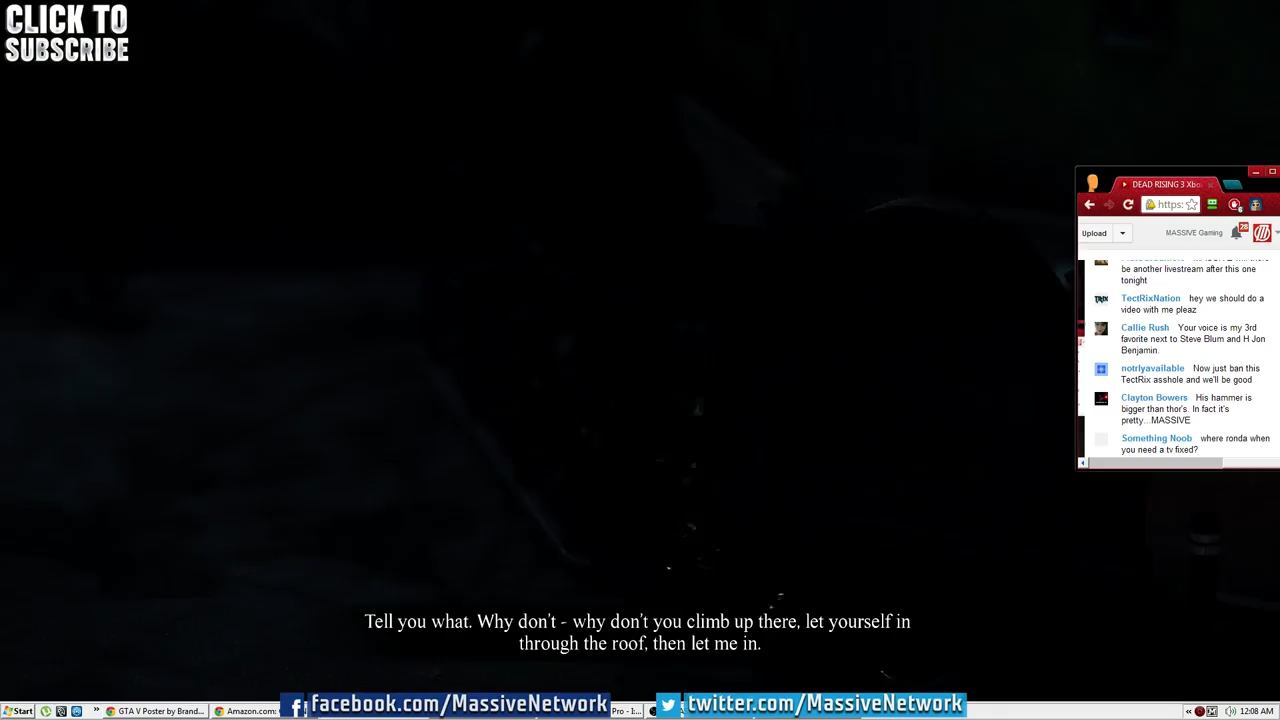 CLICK TO
SUBSCRIBE
DEAD RISING 3 Xbo
https:
Upload
MASSIVE Gaming
28
be another livestream after this one
tonight
TectRixNation hey we should do a
video with me pleaz
Callie Rush Your voice is my 3rd
favorite next to Steve Blum and H Jon
Benjamin.
notrlyavailable Now just ban this
TectRix asshole and we'll be good
Clayton Bowers His hammer is
bigger than thor's. In fact it's
pretty...MASSIVE
Something Noob where ronda when
you need a tv fixed?
Tell you what. Why don't - why don't you climb up there, let yourself in
through the roof, then let me in.
facebook.com/MassiveNetwork
twitter.com/MassiveNetwork
Start
GTA V Poster by Brand...
Amazon.com:
Pro - I...
12:08 AM